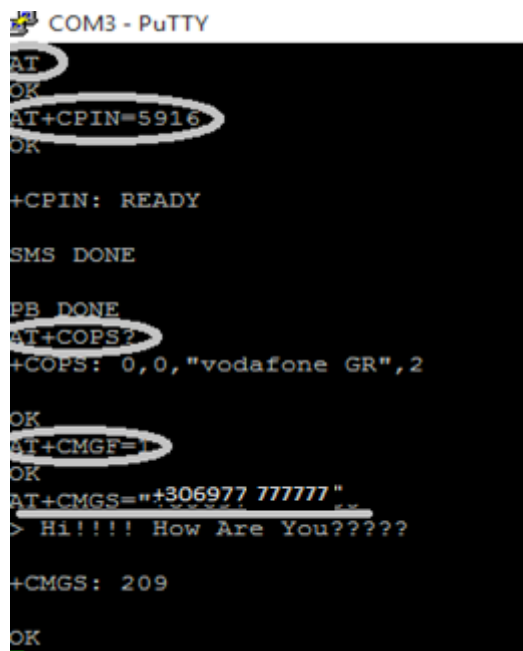 COM3 - PuTTY
AT
OK
AT+CPIN=5916
OK
+CPIN: READY
SMS DONE
PB DONE
AT+COPS?
+COPS: 0,0,"vodafone GR",2
OK
AT+CMGF=1
OK
AT+CMGS="+306977 777777"
> Hi!!!! How Are You?????
+CMGS: 209
OK